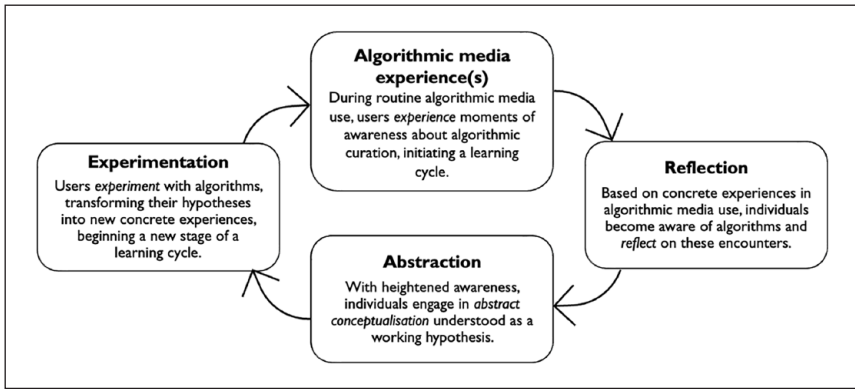 Algorithmic media
experience(s)
During routine algorithmic media
use, users experience moments of
awareness about algorithmic
curation, initiating a learning
cycle.
Reflection
Based on concrete experiences in
algorithmic media use, individuals
become aware of algorithms and
reflect on these encounters.
Abstraction
With heightened awareness,
individuals engage in abstract
conceptualisation understood as a
working hypothesis.
Experimentation
Users experiment with algorithms,
transforming their hypotheses
into new concrete experiences,
beginning a new stage of a
learning cycle.